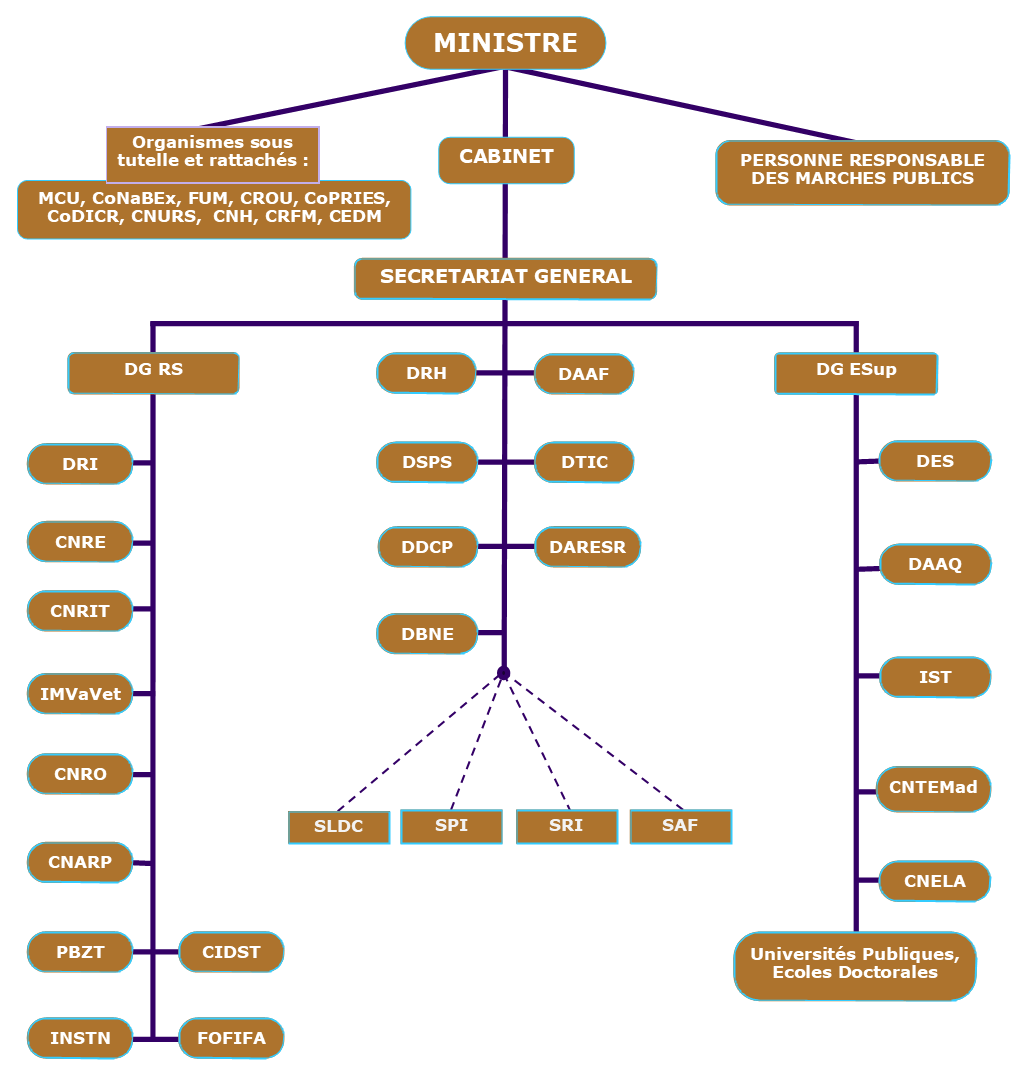 MINISTRE
Organismes sous
tutelle et rattachés :
MCU, CoNaBEx, FUM, CROU, CoPRIES,
CoDICR, CNURS, CNH, CRFM, CEDM
CABINET
PERSONNE RESPONSABLE
DES MARCHES PUBLICS
SECRETARIAT GENERAL
DG RS
DRI
CNRE
CNRIT
IMVaVet
CNRO
CNARP
PBZT
CIDST
INSTN
FOFIFA
DRH
DAAF
DSPS
DTIC
DDCP
DARESR
DBNE
SLDC
SPI
SRI
SAF
DG ESup
DES
DAAQ
IST
CNTEMad
CNELA
Universités Publiques,
Ecoles Doctorales